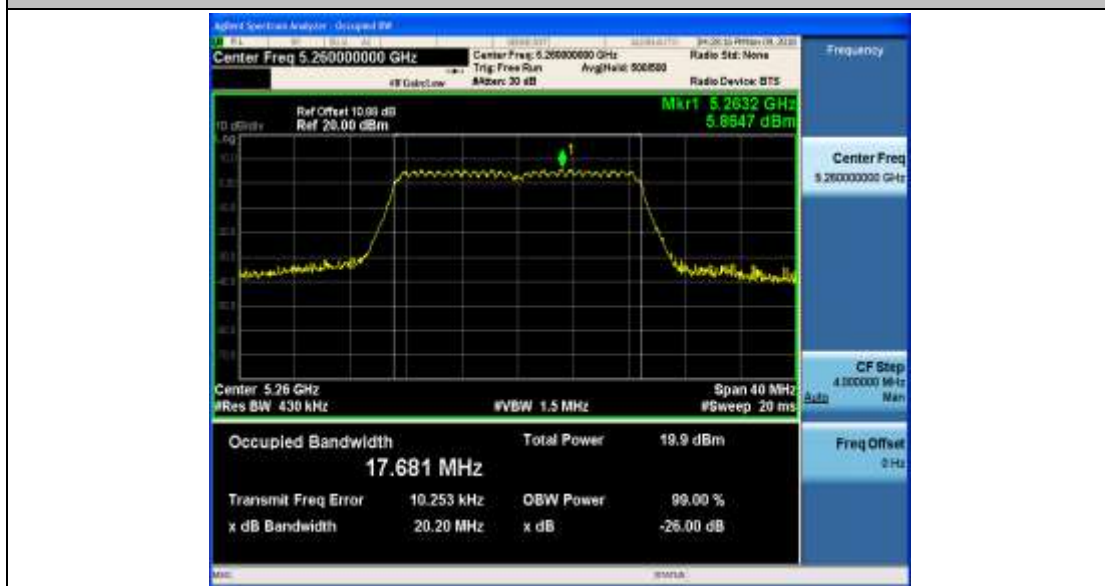 Agilent Spectrum Analyzer - Occupied BW
Center Freq 5.260000000 GHz
Center Freq: 5.260000000 GHz
Radio Std: None
Frequency
Trig: Free Run
Avg|Hold: 500/500
#IFGain:Low
#Atten: 30 dB
Radio Device: BTS
Mkr1 5.2632 GHz
5.8647 dBm
Ref Offset 10.98 dB
10 dB/div
Ref 20.00 dBm
Log
Center Freq
5.260000000 GHz
1
Center 5.26 GHz
Span 40 MHz
#Res BW 430 kHz
#VBW 1.5 MHz
#Sweep 20 ms
CF Step
4.000000 MHz
Auto
Man
Occupied Bandwidth
17.681 MHz
Total Power
19.9 dBm
Freq Offset
0 Hz
Transmit Freq Error
10.253 kHz
OBW Power
99.00 %
x dB Bandwidth
20.20 MHz
x dB
-26.00 dB
MSG
STATUS